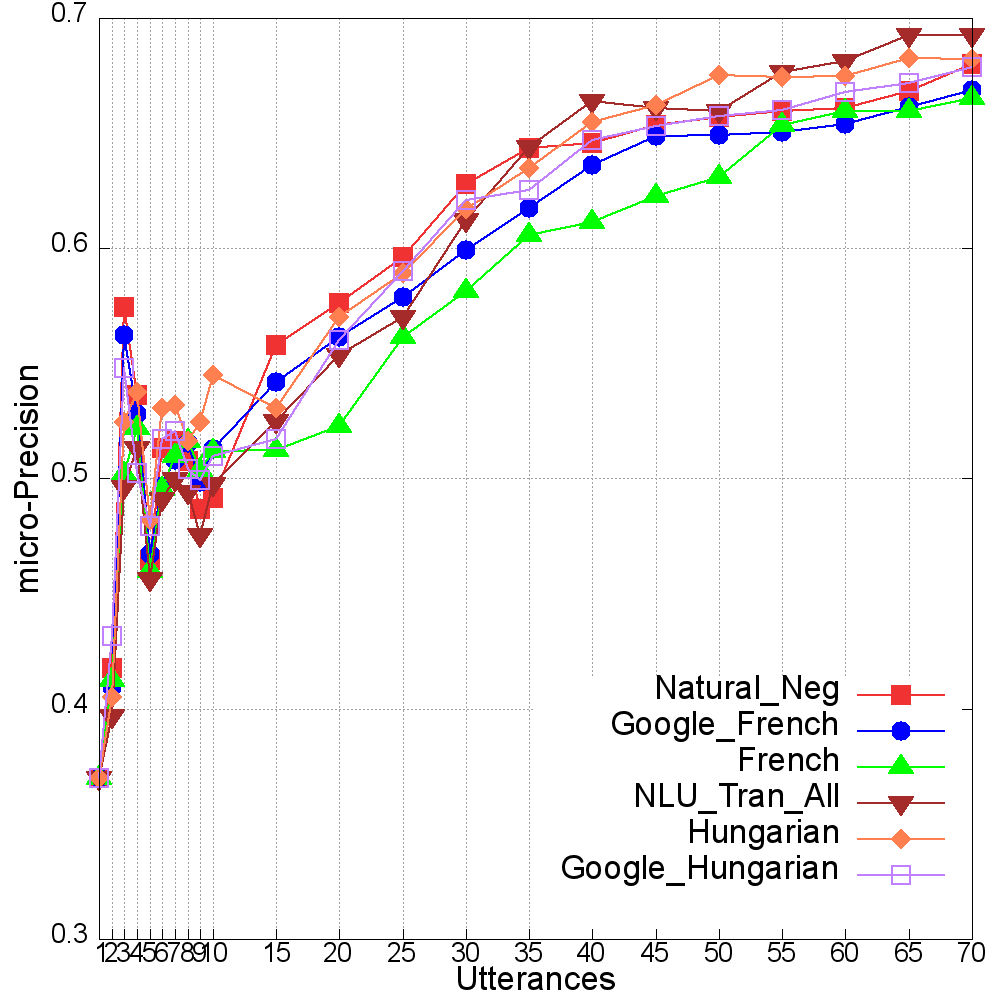 0.7
0.6
0.5
0.4
0.3
micro-Precision
Natural_Neg
Google_French
French
NLU_Tran_All
Hungarian
Google_Hungarian
1 2 3 4 5 6 7 8 9 10 15 20 25 30 35 40 45 50 55 60 65 70
Utterances